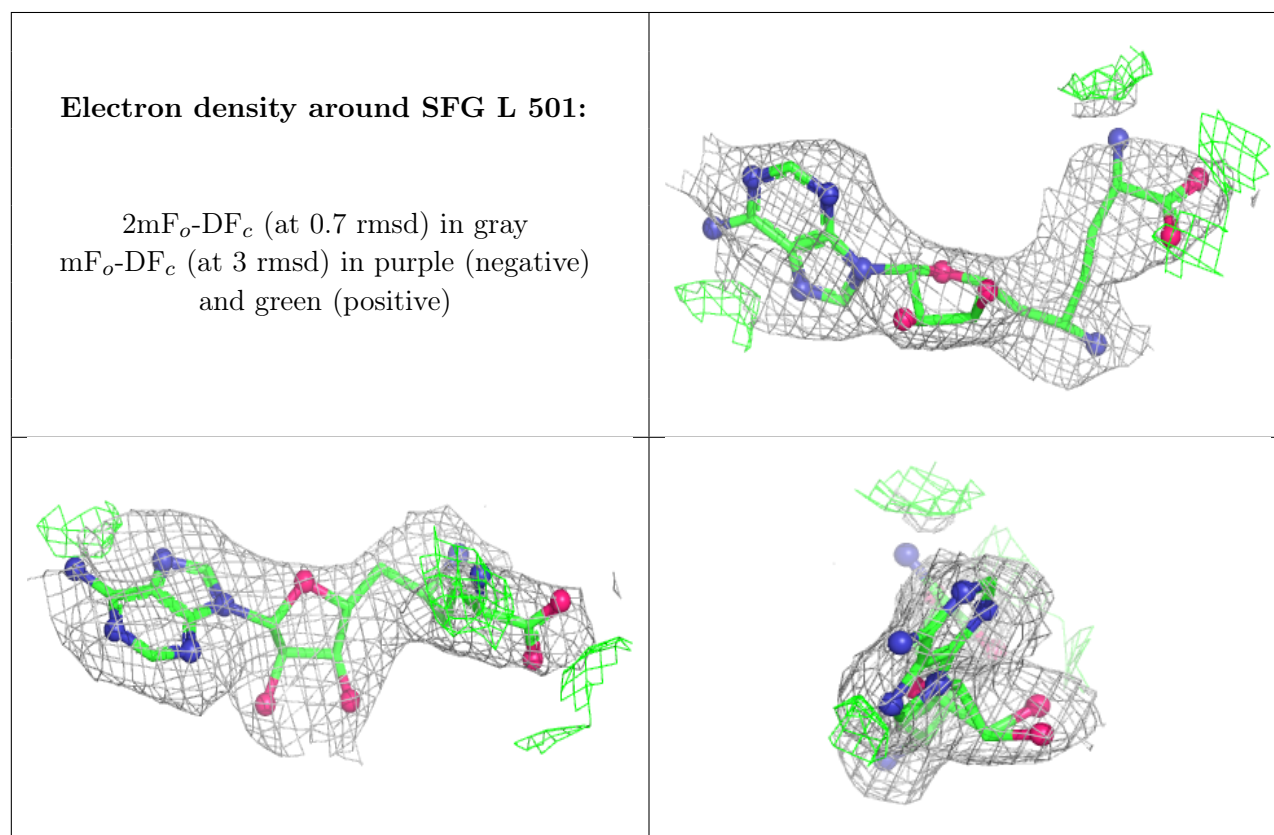 Electron density around SFG L 501:
2mFo-DFc (at 0.7 rmsd) in gray
mFo-DFc (at 3 rmsd) in purple (negative)
and green (positive)